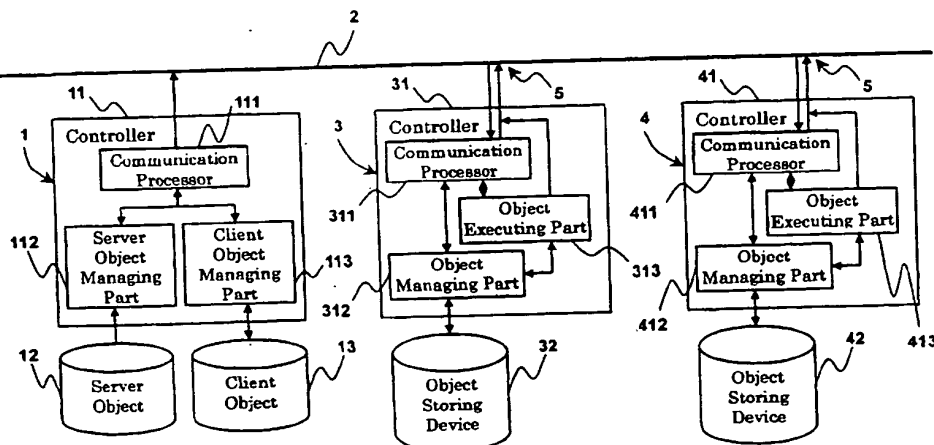 2
11
111
1
Controller
Communication
Processor
112
Server
Object
Managing
Part
Client
Object
Managing
Part
113
12
Server
Object
13
Client
Object
31
5
3
Controller
Communication
Processor
311
Object
Executing Part
313
Object
Managing Part
312
32
Object
Storing
Device
41
5
4
Controller
Communication
Processor
411
Object
Executing Part
413
Object
Managing Part
412
42
Object
Storing
Device